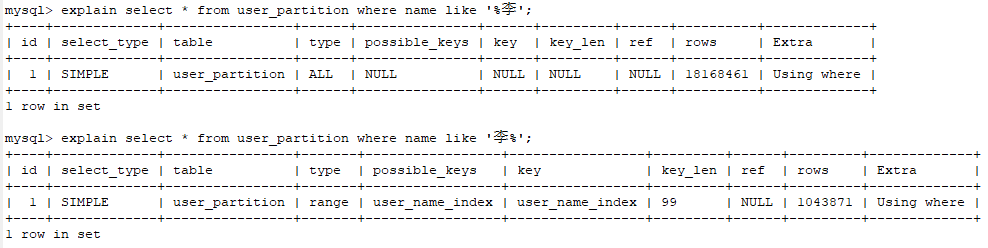 mysql> explain select * from user_partition where name like '%李';
+----+-------------+----------------+------+---------------+------+---------+------+----------+-------------+
| id | select_type | table          | type | possible_keys | key  | key_len | ref  | rows     | Extra       |
+----+-------------+----------------+------+---------------+------+---------+------+----------+-------------+
|  1 | SIMPLE      | user_partition | ALL  | NULL          | NULL | NULL    | NULL | 18168461 | Using where |
+----+-------------+----------------+------+---------------+------+---------+------+----------+-------------+
1 row in set
mysql> explain select * from user_partition where name like '李%';
+----+-------------+----------------+-------+-----------------+-----------------+---------+------+---------+-------------+
| id | select_type | table          | type  | possible_keys   | key             | key_len | ref  | rows    | Extra       |
+----+-------------+----------------+-------+-----------------+-----------------+---------+------+---------+-------------+
|  1 | SIMPLE      | user_partition | range | user_name_index | user_name_index | 99      | NULL | 1043871 | Using where |
+----+-------------+----------------+-------+-----------------+-----------------+---------+------+---------+-------------+
1 row in set